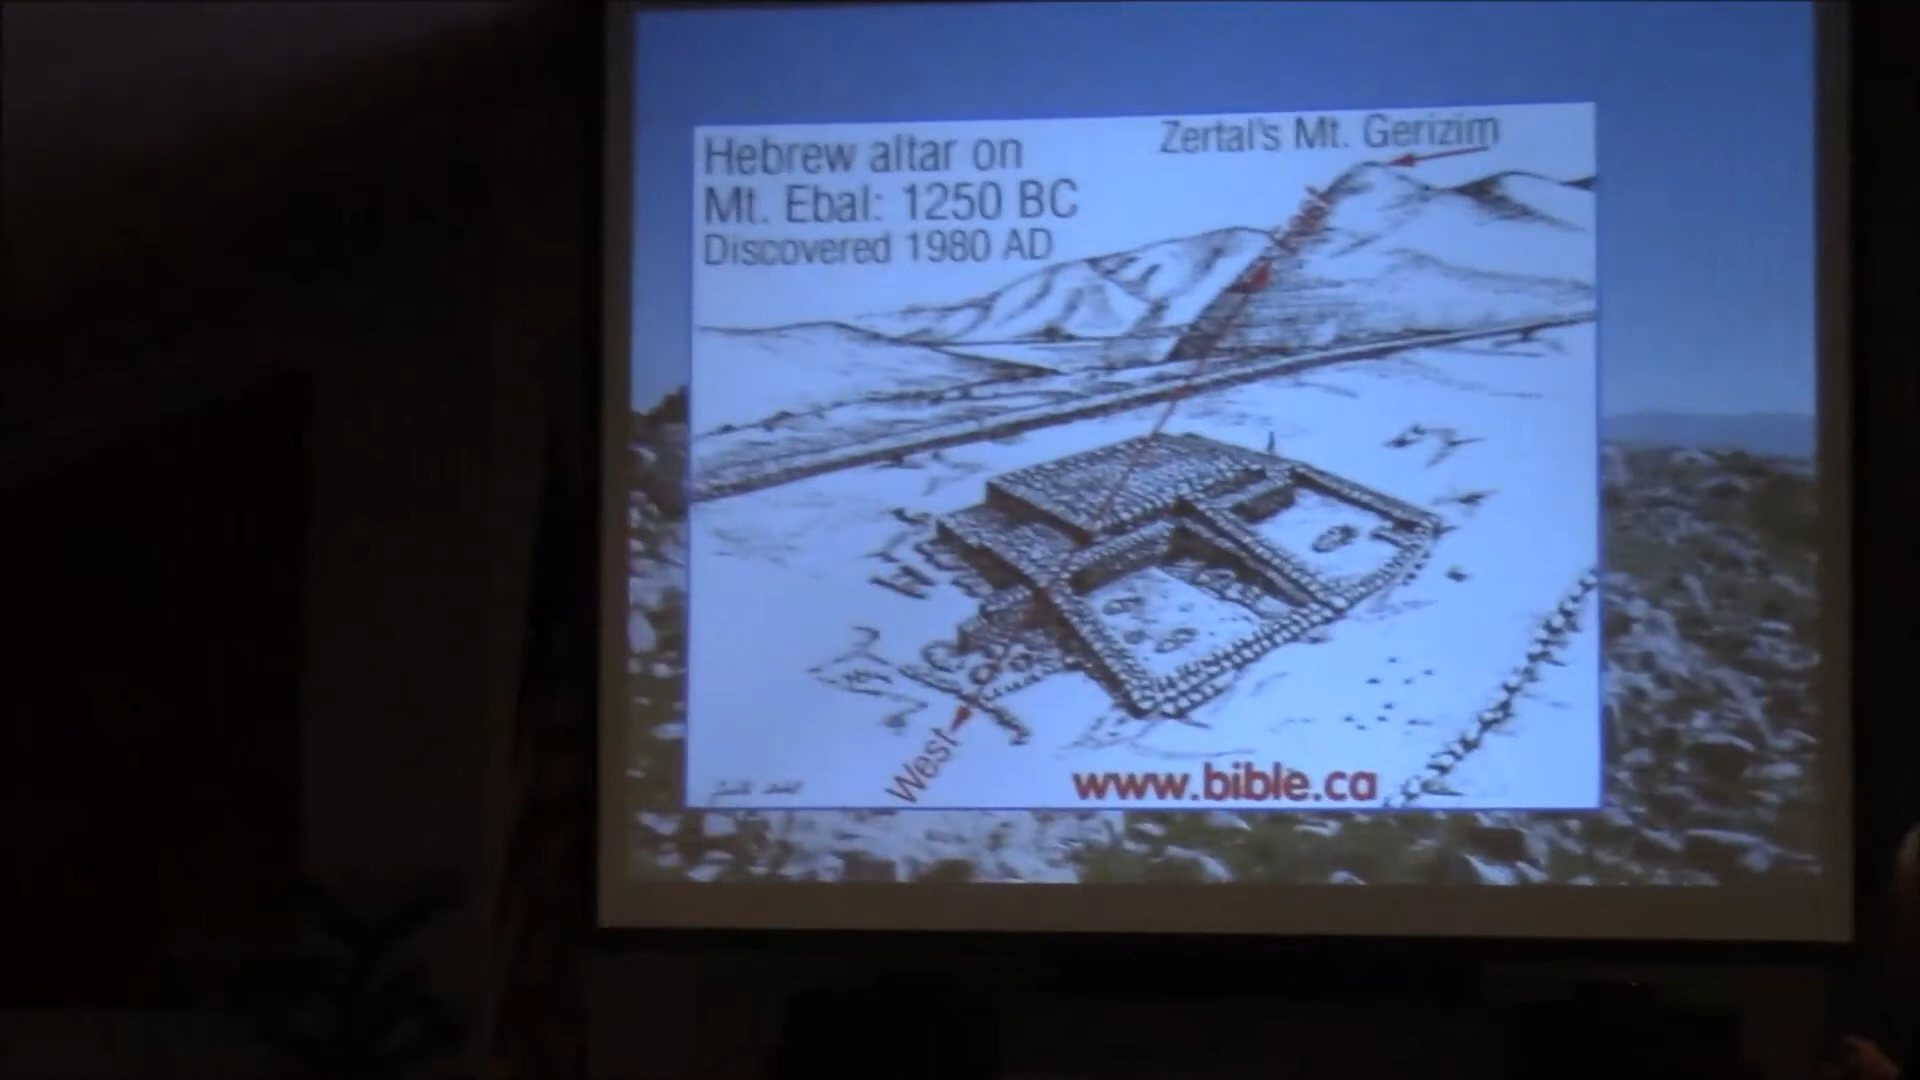 Hebrew altar on
Mt. Ebal: 1250 BC
Discovered 1980 AD
Zertal's Mt. Gerizim
West
www.bible.ca